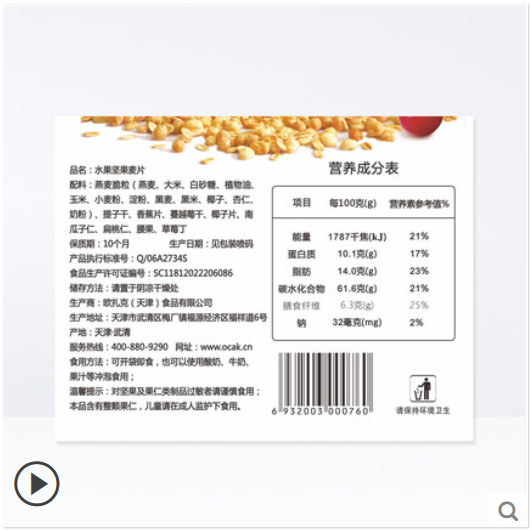 品名：水果坚果麦片
配料：燕麦脆粒（燕麦、大米、白砂糖、植物油、
玉米、小麦粉、淀粉、黑麦、黑米、椰子、杏仁、
奶粉）、提子干、香蕉片、蔓越莓干、椰子片、南
瓜子仁、扁桃仁、腰果、草莓丁
保质期：10个月 生产日期：见包装喷码
产品执行标准号：Q/06A2734S
食品生产许可证编号：SC11812022206086
储存方法：请置于阴凉干燥处
生产商：欧扎克（天津）食品有限公司
生产地址：天津市武清区梅厂镇福源经济区福祥道6号
产地：天津·武清
服务热线：400-880-9290 网址：www.ocak.cn
食用方法：可开袋即食，也可以使用酸奶、牛奶、
果汁等冲泡食用；
温馨提示：对坚果及果仁类制品过敏者请谨慎食用；
本品含有整颗果仁，儿童请在成人监护下食用。
营养成分表
项目 每100克(g) 营养素参考值%
能量 1787千焦(kJ) 21%
蛋白质 10.1克(g) 17%
脂肪 14.0克(g) 23%
碳水化合物 61.6克(g) 21%
膳食纤维 6.3克(g) 25%
钠 32毫克(mg) 2%
6 932003 000760
请保持环境卫生